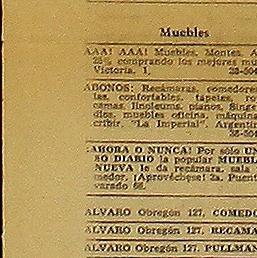 Muebles
AAA! AAA! Muebles, Montes, A
25% comprando los mejores mu
Victoria, 1.
ABONOS: Recámaras, comedore
las, confortables, tapetes, ro
camas, linoleums, pianos, Singe
dios, muebles oficina, máquina
cribir, "La Imperial", Argenti
¡AHORA O NUNCA! Por sólo UN
SO DIARIO la popular MUEBL
NUEVE le da recámara, sala
medor. ¡Aprovéchese! 2a. Puent
varado 68.
ALVARO Obregón 127, COMEDO
ALVARO Obregón 127, RECAMA
ALVARO Obregón 127, PULLMAN